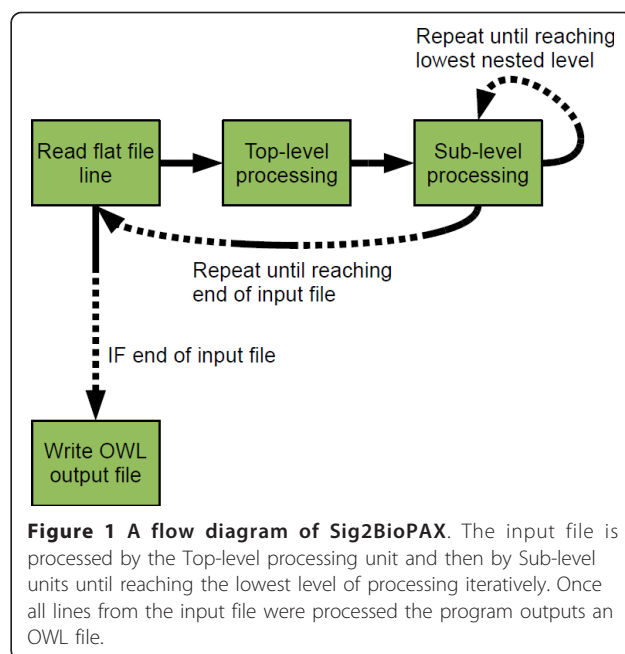 Repeat until reaching
lowest nested level
Read flat file
line
Top-level
processing
Sub-level
processing
Repeat until reaching
end of input file
IF end of input file
Write OWL
output file
Figure 1 A flow diagram of Sig2BioPAX. The input file is
processed by the Top-level processing unit and then by Sub-level
units until reaching the lowest level of processing iteratively. Once
all lines from the input file were processed the program outputs an
OWL file.